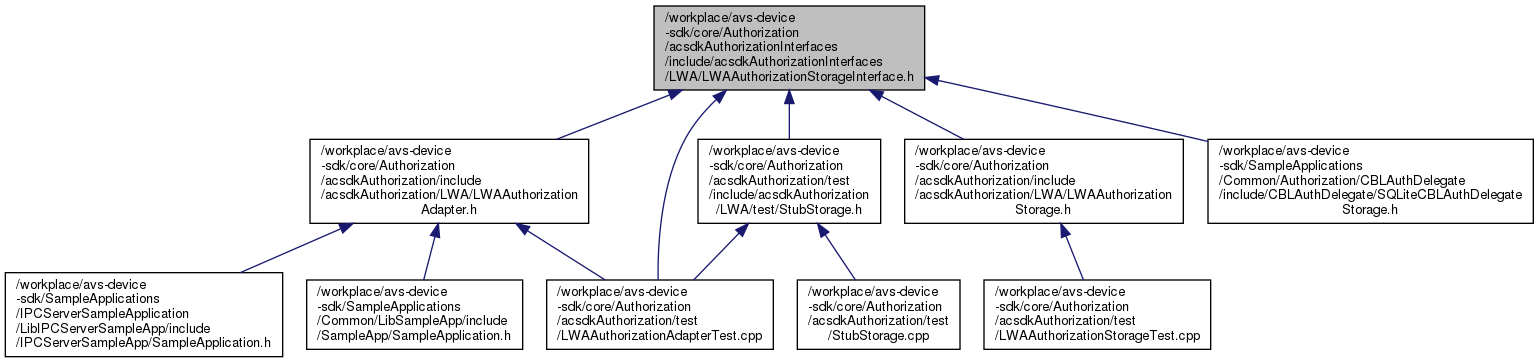 /workplace/avs-device
-sdk/core/Authorization
/acsdkAuthorizationInterfaces
/include/acsdkAuthorizationInterfaces
/LWA/LWAAuthorizationStorageInterface.h
/workplace/avs-device
-sdk/core/Authorization
/acsdkAuthorization/include
/acsdkAuthorization/LWA/LWAAuthorization
Adapter.h
/workplace/avs-device
-sdk/core/Authorization
/acsdkAuthorization/test
/include/acsdkAuthorization
/LWA/test/StubStorage.h
/workplace/avs-device
-sdk/core/Authorization
/acsdkAuthorization/include
/acsdkAuthorization/LWA/LWAAuthorization
Storage.h
/workplace/avs-device
-sdk/SampleApplications
/Common/Authorization/CBLAuthDelegate
/include/CBLAuthDelegate/SQLiteCBLAuthDelegate
Storage.h
/workplace/avs-device
-sdk/SampleApplications
/IPCServerSampleApplication
/LibIPCServerSampleApp/include
/IPCServerSampleApp/SampleApplication.h
/workplace/avs-device
-sdk/SampleApplications
/Common/LibSampleApp/include
/SampleApp/SampleApplication.h
/workplace/avs-device
-sdk/core/Authorization
/acsdkAuthorization/test
/LWAAuthorizationAdapterTest.cpp
/workplace/avs-device
-sdk/core/Authorization
/acsdkAuthorization/test
/StubStorage.cpp
/workplace/avs-device
-sdk/core/Authorization
/acsdkAuthorization/test
/LWAAuthorizationStorageTest.cpp